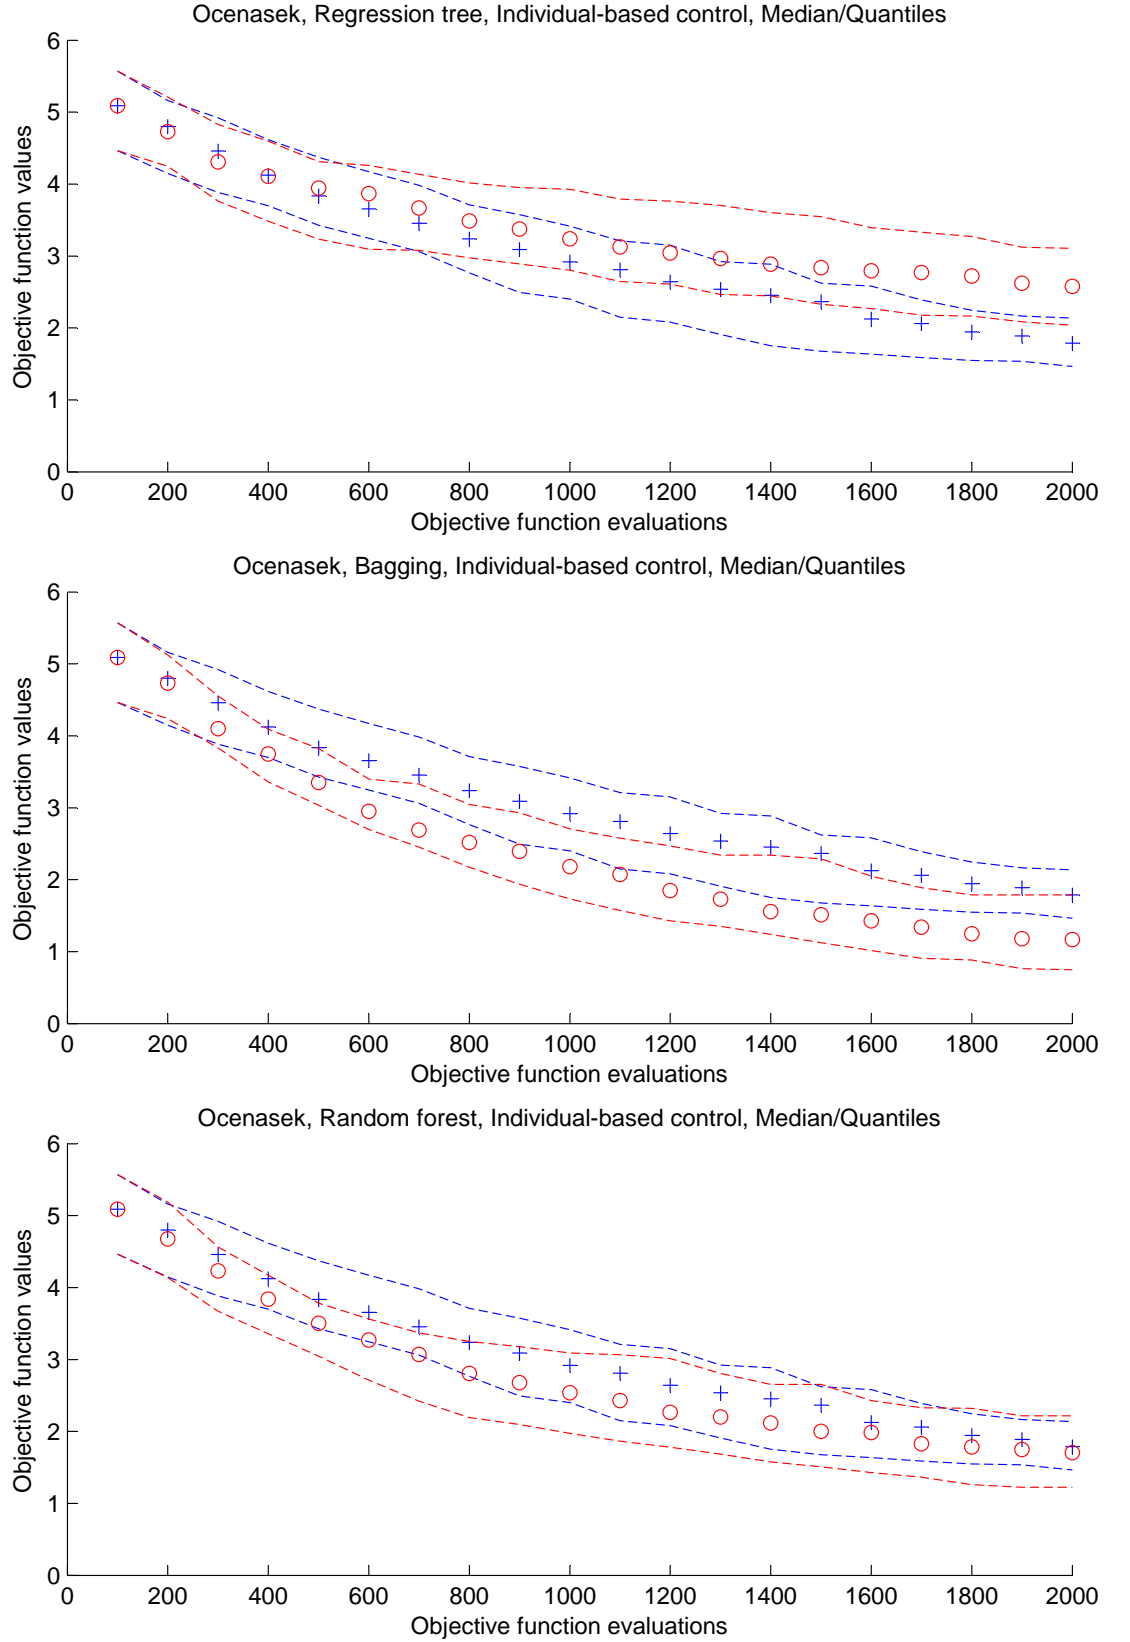 Ocenasek, Regression tree, Individual-based control, Median/Quantiles
6
5
4
3
2
1
0
Objective function values
0 200 400 600 800 1000 1200 1400 1600 1800 2000
Objective function evaluations
Ocenasek, Bagging, Individual-based control, Median/Quantiles
6
5
4
3
2
1
0
Objective function values
0 200 400 600 800 1000 1200 1400 1600 1800 2000
Objective function evaluations
Ocenasek, Random forest, Individual-based control, Median/Quantiles
6
5
4
3
2
1
0
Objective function values
0 200 400 600 800 1000 1200 1400 1600 1800 2000
Objective function evaluations